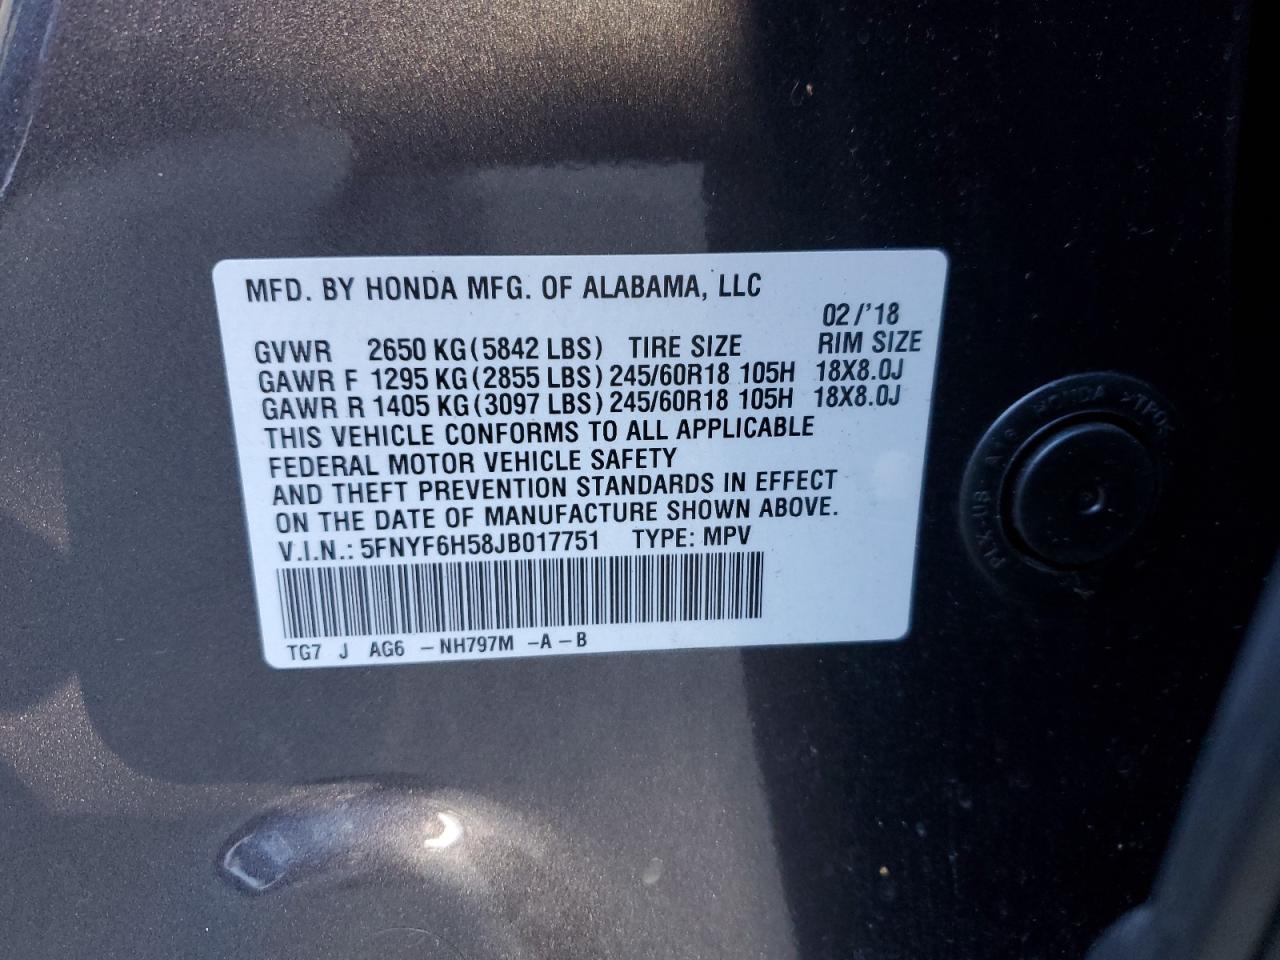 MFD. BY HONDA MFG. OF ALABAMA, LLC
02/'18
GVWR 2650 KG(5842 LBS) TIRE SIZE RIM SIZE
GAWR F 1295 KG(2855 LBS) 245/60R18 105H 18X8.0J
GAWR R 1405 KG(3097 LBS) 245/60R18 105H 18X8.0J
THIS VEHICLE CONFORMS TO ALL APPLICABLE
FEDERAL MOTOR VEHICLE SAFETY
AND THEFT PREVENTION STANDARDS IN EFFECT
ON THE DATE OF MANUFACTURE SHOWN ABOVE.
V.I.N.: 5FNYF6H58JB017751 TYPE: MPV
TG7 J AG6 -NH797M -A-B
HONDA
PLX-US